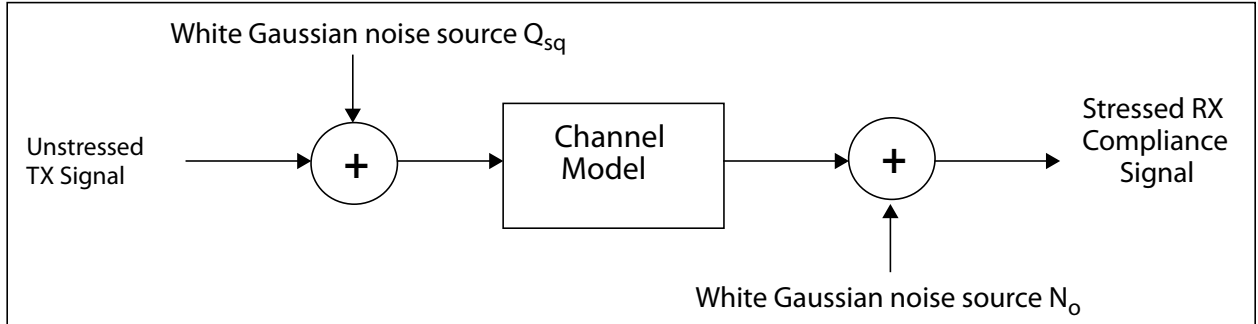 White Gaussian noise source Qsq
Unstressed
TX Signal
+
Channel
Model
+
Stressed RX
Compliance
Signal
White Gaussian noise source No